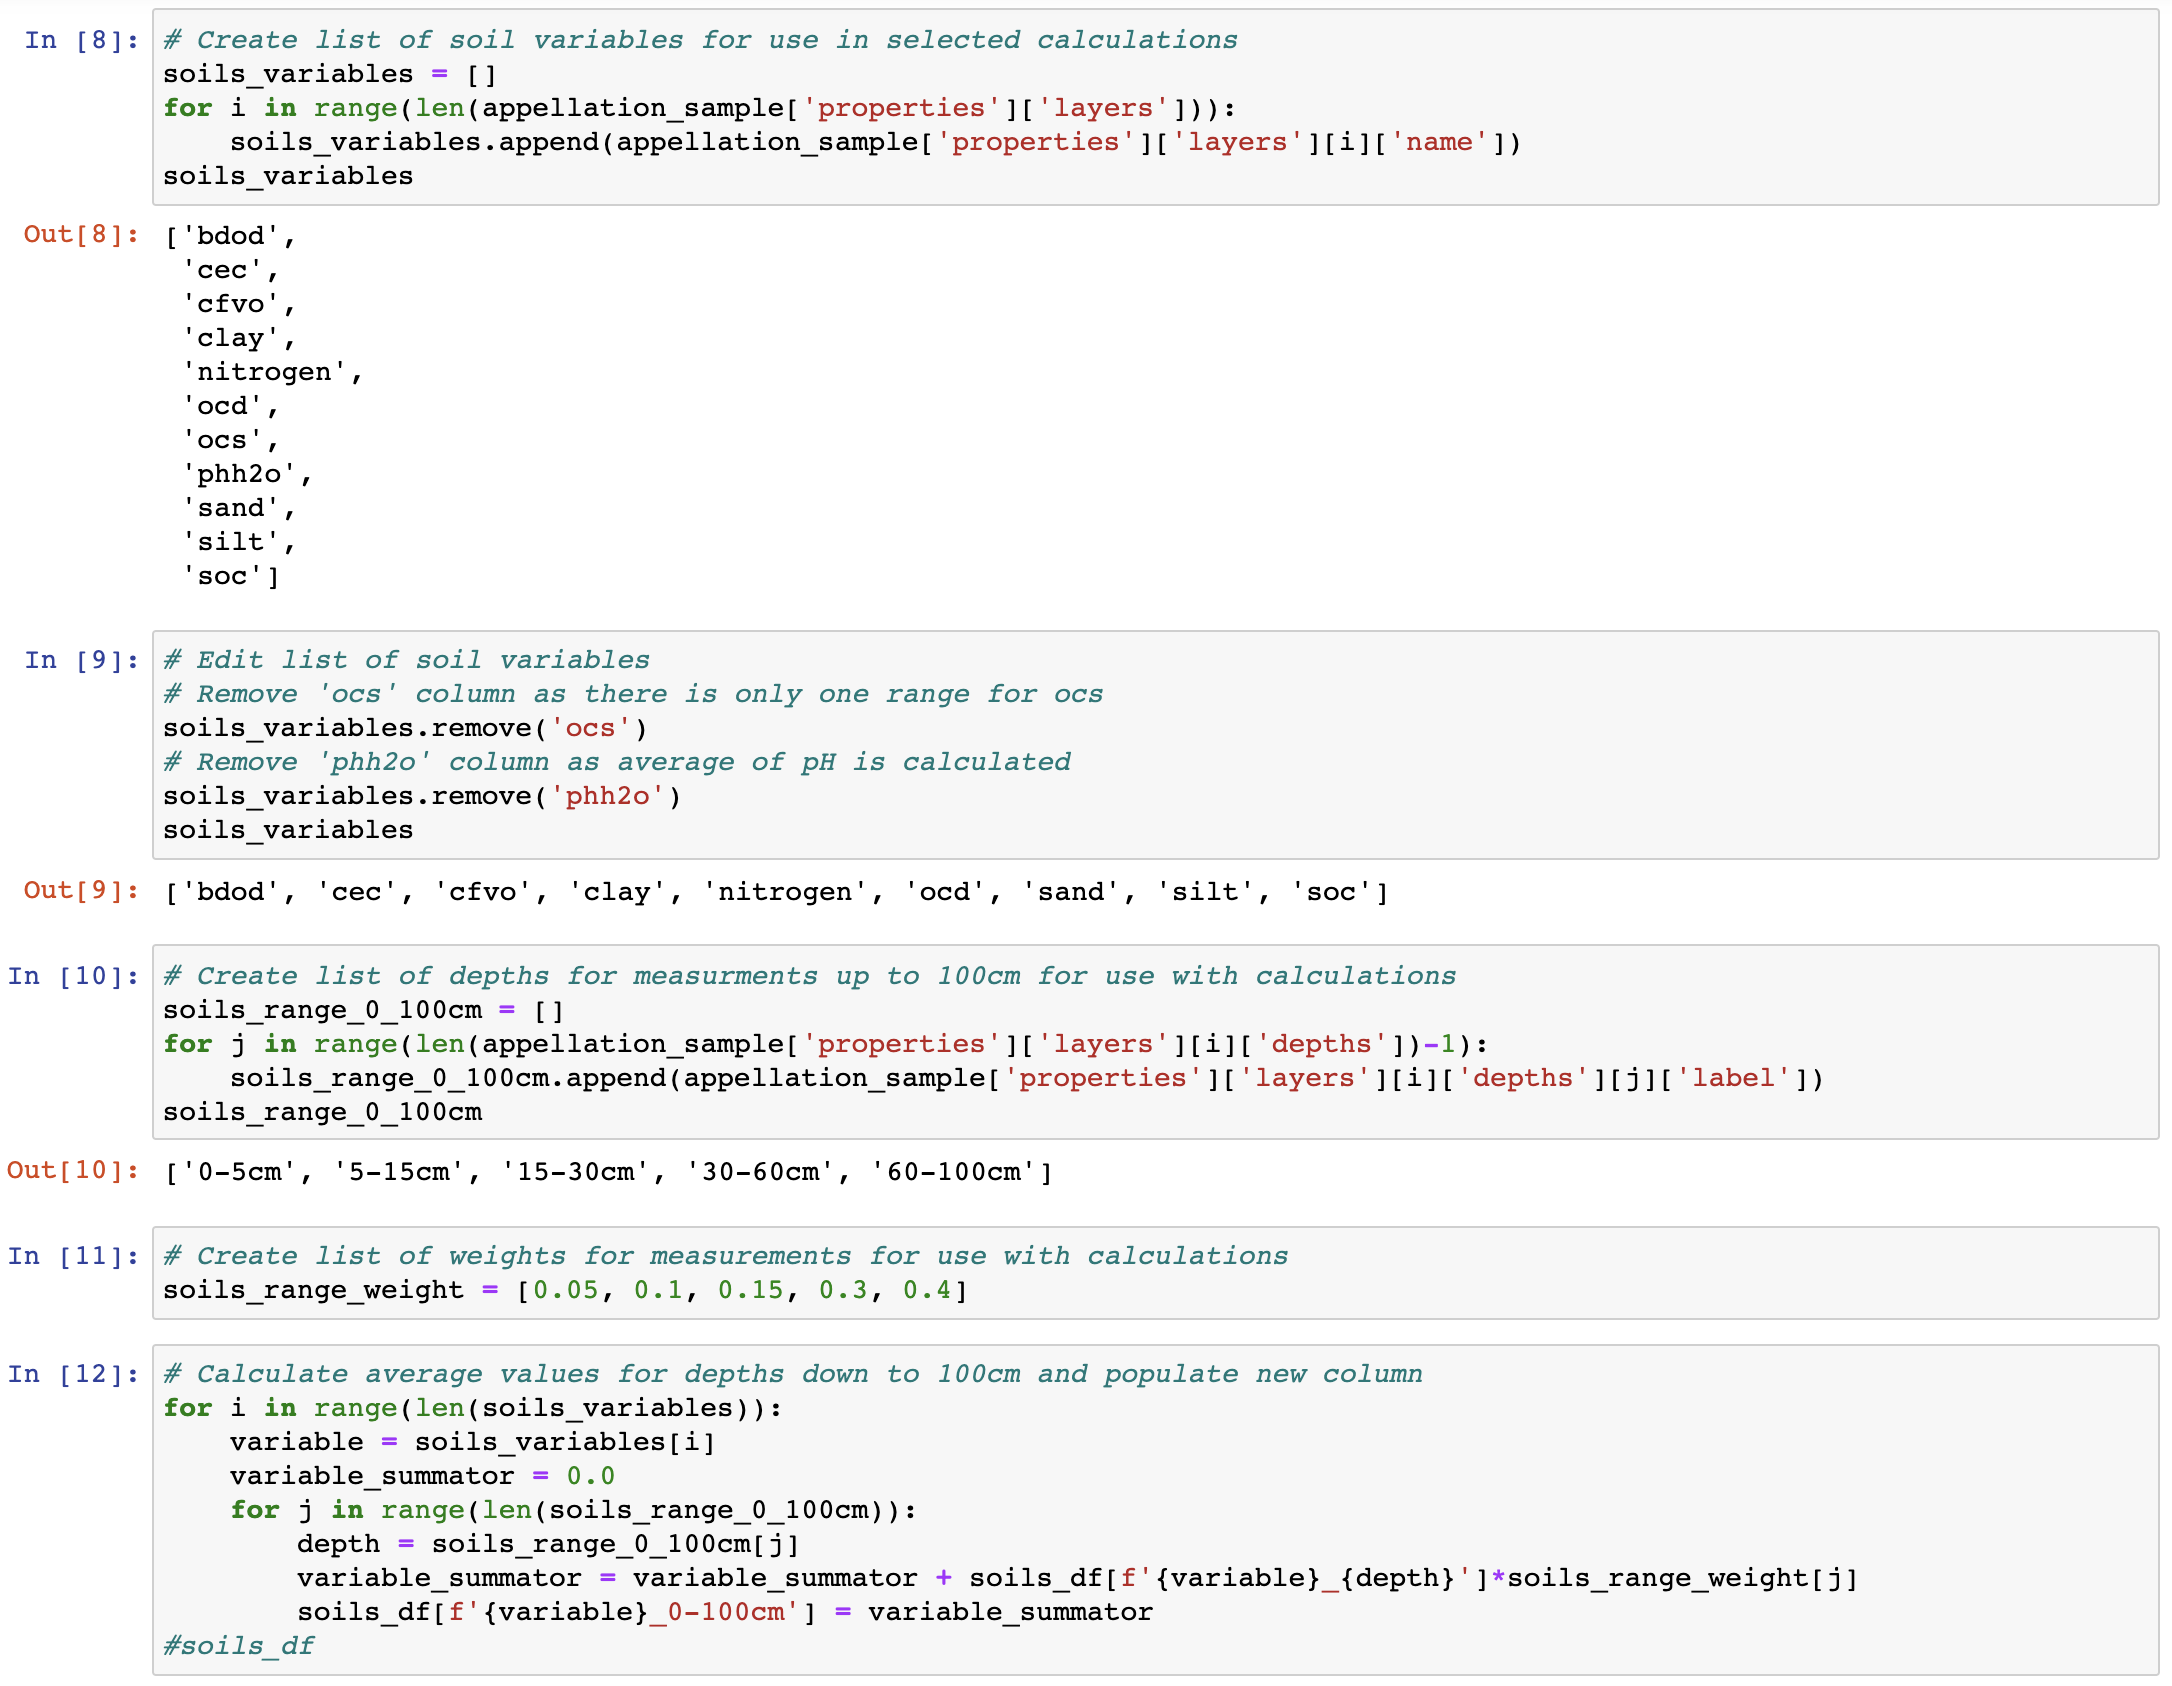 In [8]: # Create list of soil variables for use in selected calculations
soils_variables = []
for i in range(len(appellation_sample['properties']['layers'])):
    soils_variables.append(appellation_sample['properties']['layers'][i]['name'])
soils_variables
Out[8]: ['bdod',
 'cec',
 'cfvo',
 'clay',
 'nitrogen',
 'ocd',
 'ocs',
 'phh2o',
 'sand',
 'silt',
 'soc']
In [9]: # Edit list of soil variables
# Remove 'ocs' column as there is only one range for ocs
soils_variables.remove('ocs')
# Remove 'phh2o' column as average of pH is calculated
soils_variables.remove('phh2o')
soils_variables
Out[9]: ['bdod', 'cec', 'cfvo', 'clay', 'nitrogen', 'ocd', 'sand', 'silt', 'soc']
In [10]: # Create list of depths for measurments up to 100cm for use with calculations
soils_range_0_100cm = []
for j in range(len(appellation_sample['properties']['layers'][i]['depths'])-1):
    soils_range_0_100cm.append(appellation_sample['properties']['layers'][i]['depths'][j]['label'])
soils_range_0_100cm
Out[10]: ['0-5cm', '5-15cm', '15-30cm', '30-60cm', '60-100cm']
In [11]: # Create list of weights for measurements for use with calculations
soils_range_weight = [0.05, 0.1, 0.15, 0.3, 0.4]
In [12]: # Calculate average values for depths down to 100cm and populate new column
for i in range(len(soils_variables)):
    variable = soils_variables[i]
    variable_summator = 0.0
    for j in range(len(soils_range_0_100cm)):
        depth = soils_range_0_100cm[j]
        variable_summator = variable_summator + soils_df[f'{variable}_{depth}']*soils_range_weight[j]
        soils_df[f'{variable}_0-100cm'] = variable_summator
#soils_df